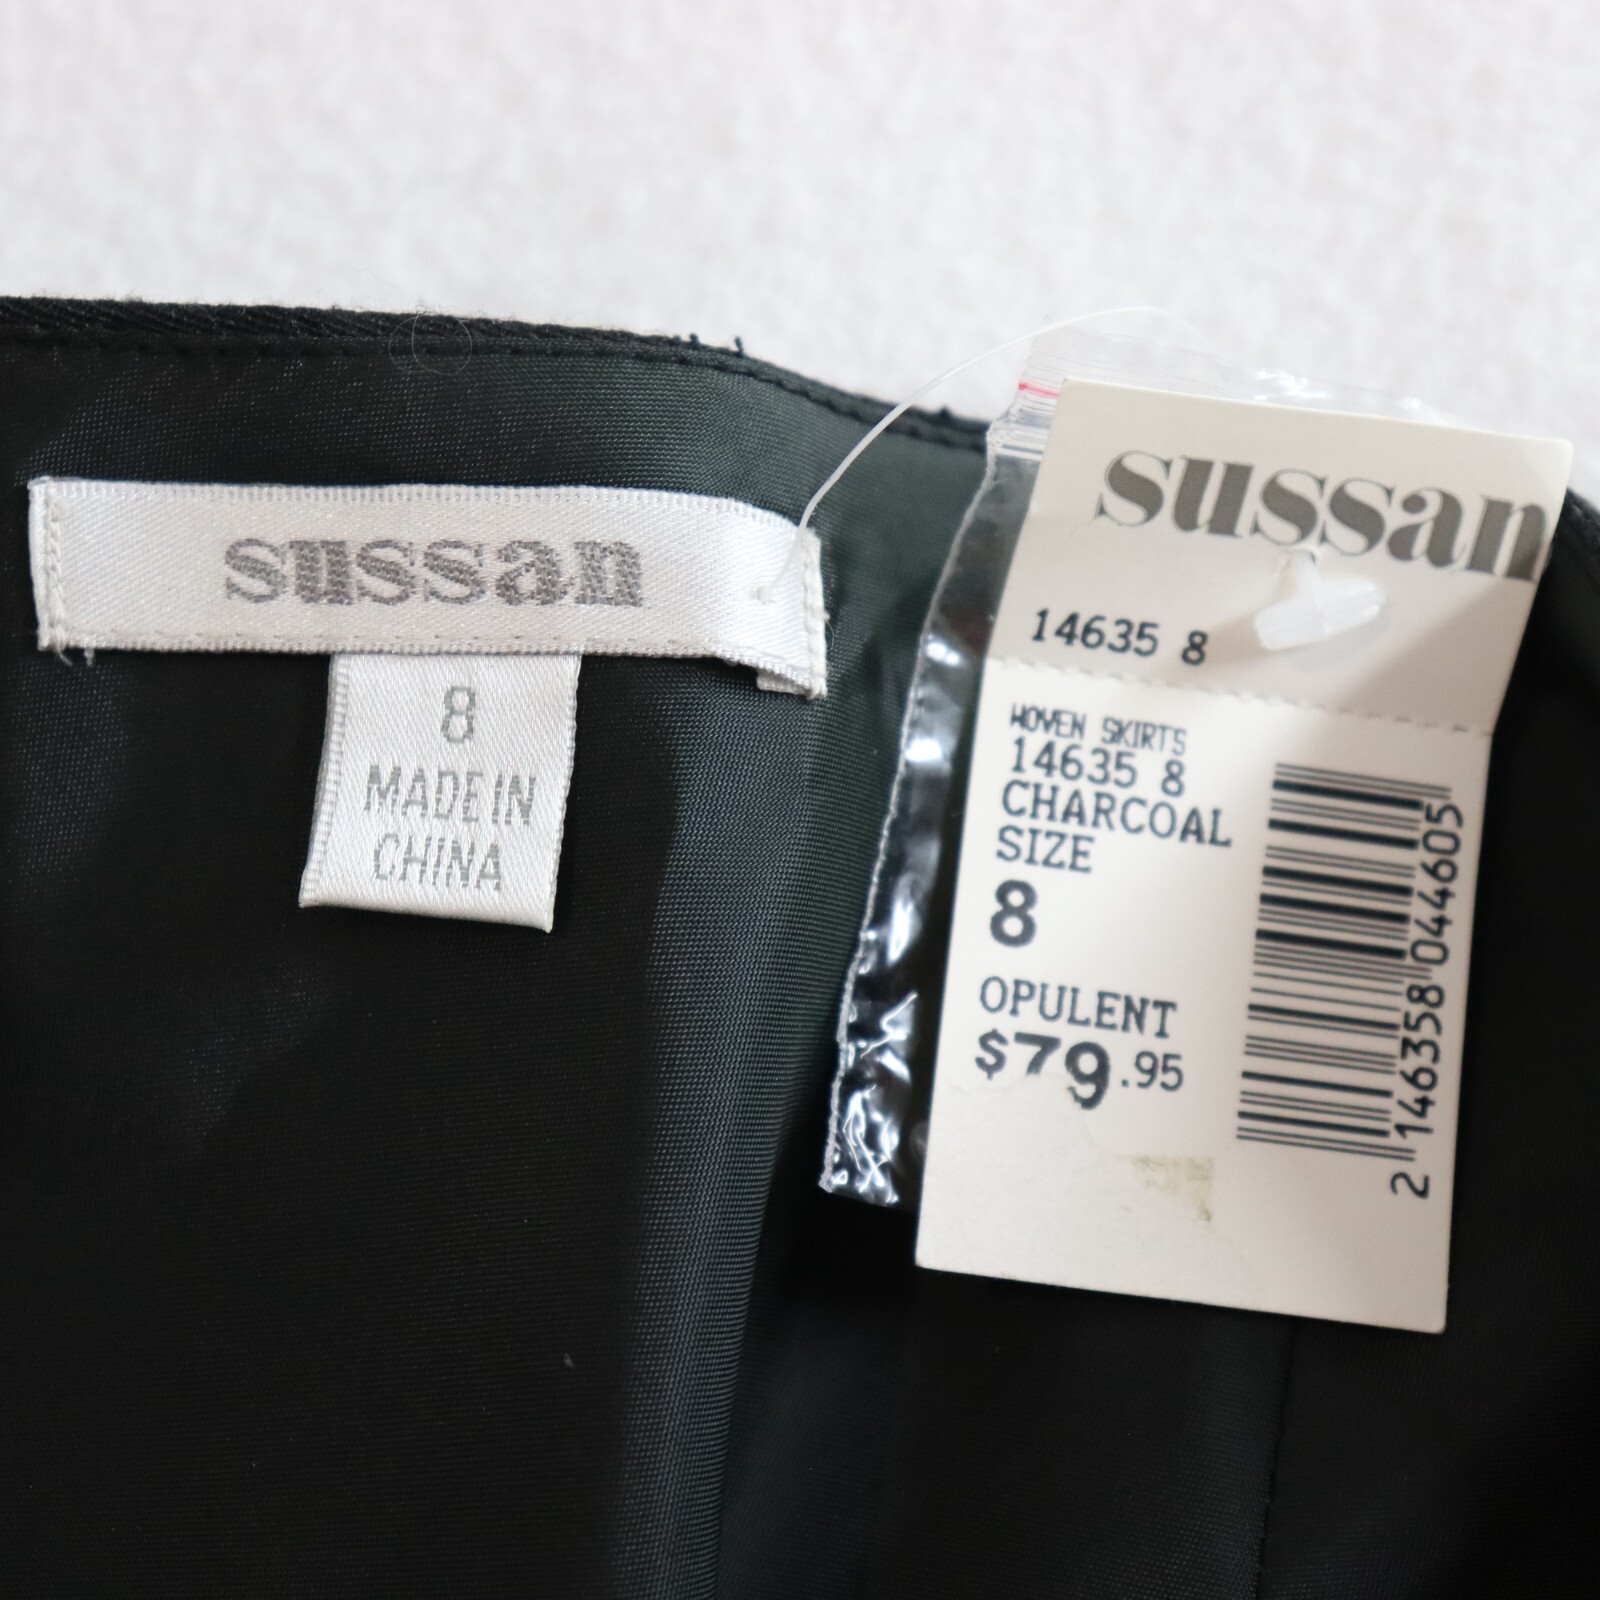 sussan
8
MADE IN
CHINA
sussan
14635 8
WOVEN SKIRTS
14635 8
CHARCOAL
SIZE
8
OPULENT
$79.95
2 146358 044605